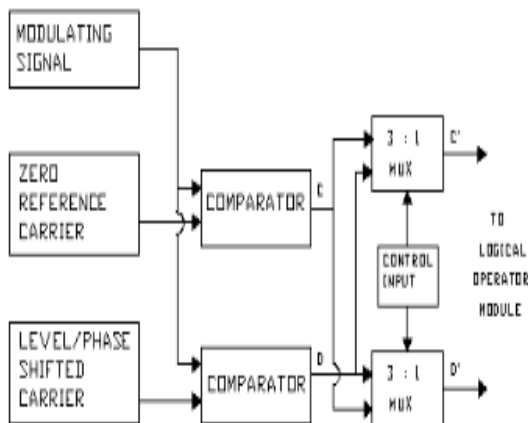 MODULATING
SIGNAL
ZERO
REFERENCE
CARRIER
LEVEL/PHASE
SHIFTED
CARRIER
COMPARATOR
C
COMPARATOR
D
3 : 1
MUX
C'
CONTROL
INPUT
3 : 1
MUX
D'
TO
LOGICAL
OPERATOR
MODULE